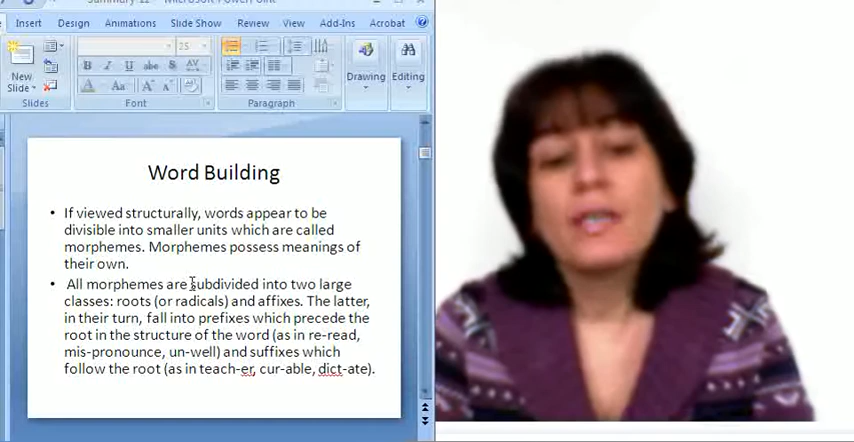 Insert Design Animations Slide Show Review View Add-Ins Acrobat
25
B I U abc S AV
New
Slide
A Aa A A
Drawing Editing
Slides Font Paragraph
Word Building
• If viewed structurally, words appear to be
divisible into smaller units which are called
morphemes. Morphemes possess meanings of
their own.
• All morphemes are subdivided into two large
classes: roots (or radicals) and affixes. The latter,
in their turn, fall into prefixes which precede the
root in the structure of the word (as in re-read,
mis-pronounce, un-well) and suffixes which
follow the root (as in teach-er, cur-able, dict-ate).